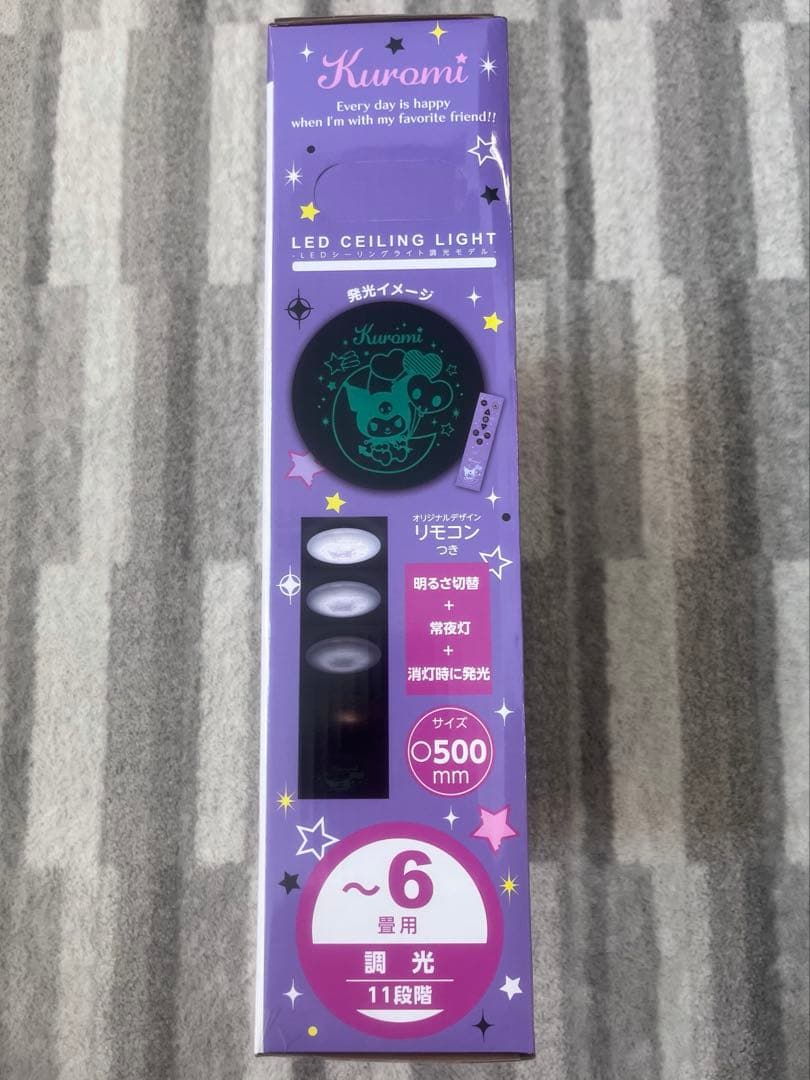 Kuromi
Every day is happy
when I'm with my favorite friend!!
LED CEILING LIGHT
-LEDシーリングライト調光モデル-
発光イメージ
Kuromi
オリジナルデザイン
リモコン
つき
明るさ切替
+
常夜灯
+
消灯時に発光
サイズ
○500
mm
～6
畳用
調光
11段階